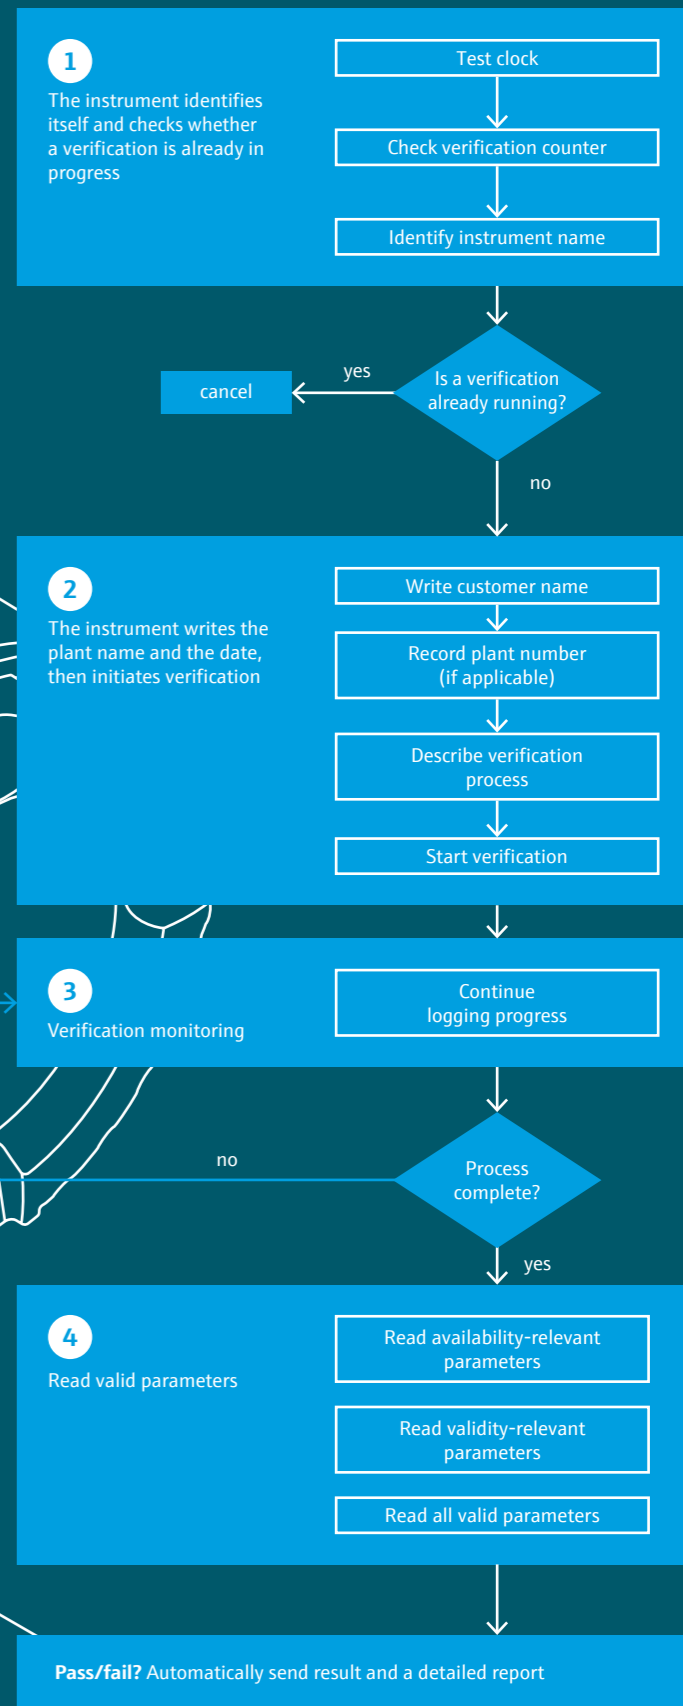 1
The instrument identifies
itself and checks whether
a verification is already in
progress
Test clock
Check verification counter
Identify instrument name
Is a verification
already running?
yes
cancel
no
2
The instrument writes the
plant name and the date,
then initiates verification
Write customer name
Record plant number
(if applicable)
Describe verification
process
Start verification
3
Verification monitoring
Continue
logging progress
Process
complete?
no
yes
4
Read valid parameters
Read availability-relevant
parameters
Read validity-relevant
parameters
Read all valid parameters
Pass/fail? Automatically send result and a detailed report